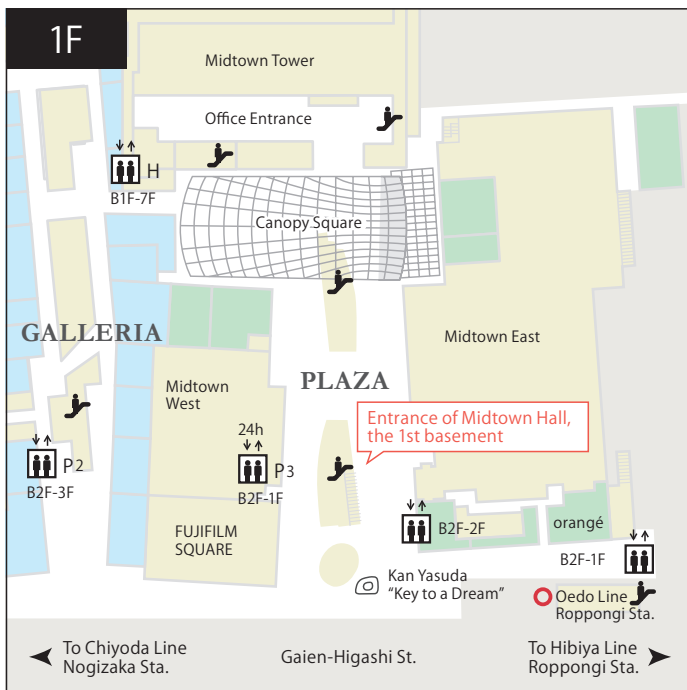 1F
Midtown Tower
Office Entrance
H
B1F-7F
Canopy Square
GALLERIA
Midtown East
PLAZA
Midtown
West
Entrance of Midtown Hall,
the 1st basement
24h
P2
P3
B2F-3F
B2F-1F
FUJIFILM
SQUARE
B2F-2F
orangé
B2F-1F
Kan Yasuda
“Key to a Dream”
Oedo Line
Roppongi Sta.
To Chiyoda Line
Nogizaka Sta.
Gaien-Higashi St.
To Hibiya Line
Roppongi Sta.